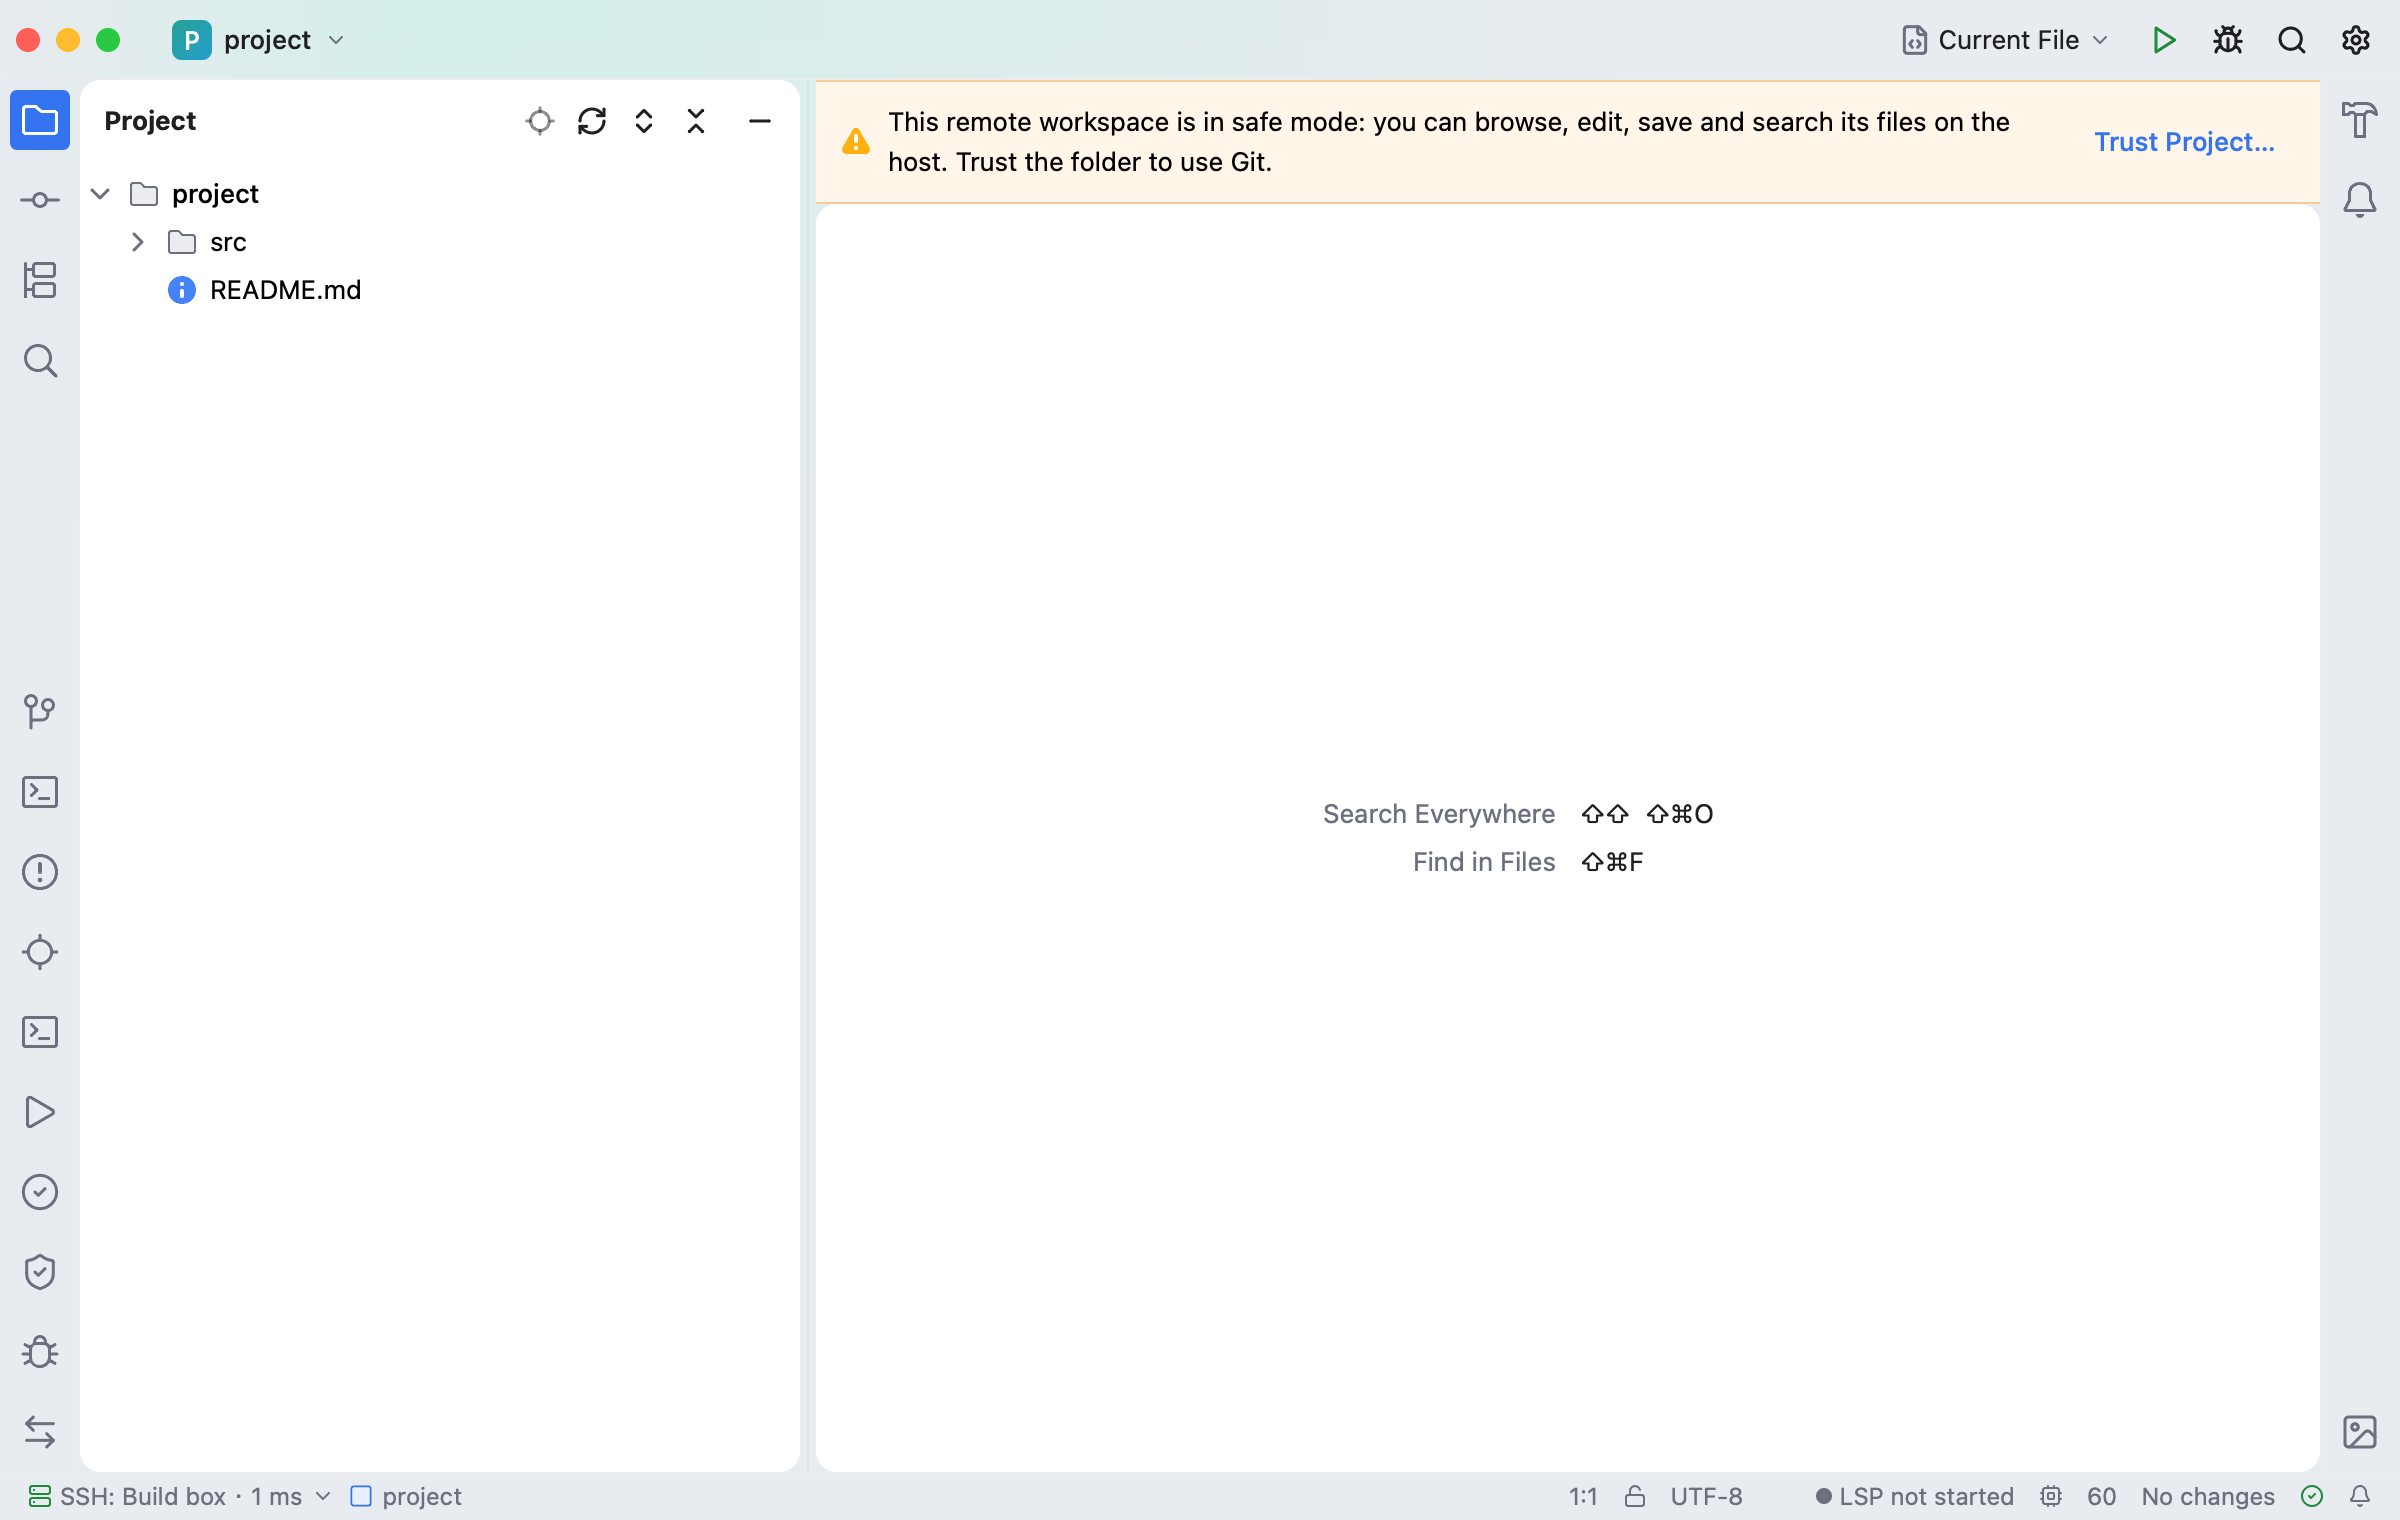 P project
Current File
Project
This remote workspace is in safe mode: you can browse, edit, save and search its files on the
host. Trust the folder to use Git.
Trust Project...
project
src
README.md
Search Everywhere ⇧⇧ ⇧⌘O
Find in Files ⇧⌘F
SSH: Build box · 1 ms
project
1:1
UTF-8
LSP not started
60
No changes